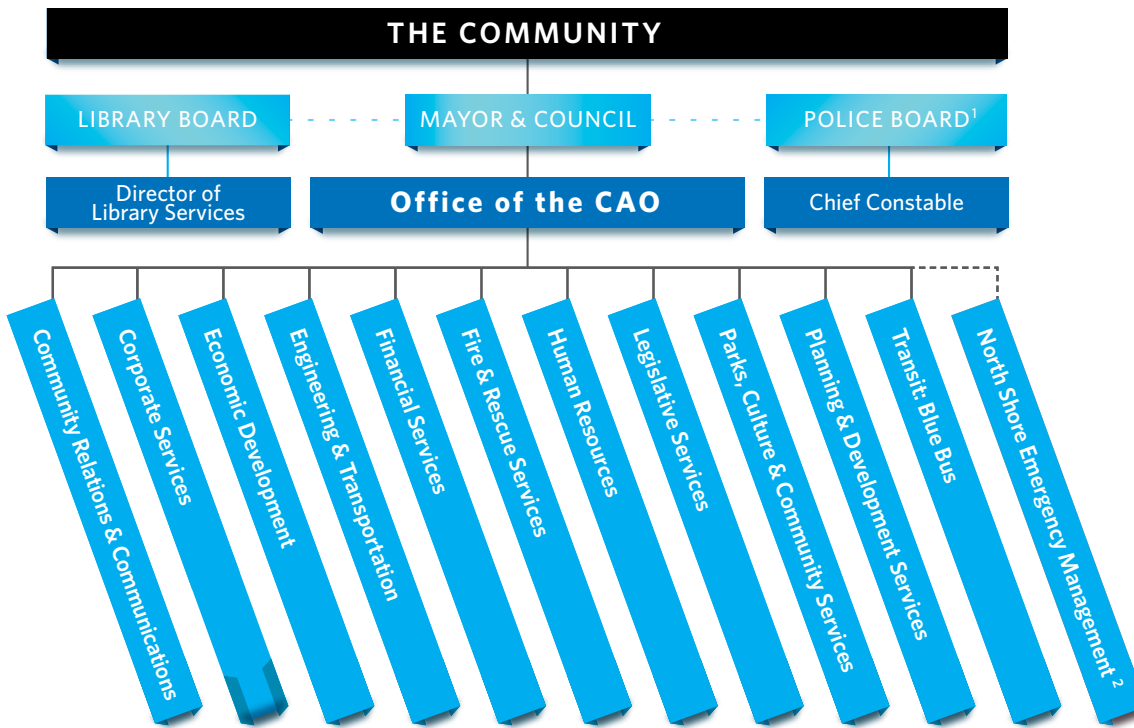 THE COMMUNITY
LIBRARY BOARD
MAYOR & COUNCIL
POLICE BOARD¹
Director of
Library Services
Office of the CAO
Chief Constable
Community Relations & Communications
Corporate Services
Economic Development
Engineering & Transportation
Financial Services
Fire & Rescue Services
Human Resources
Legislative Services
Parks, Culture & Community Services
Planning & Development Services
Transit: Blue Bus
North Shore Emergency Management ²